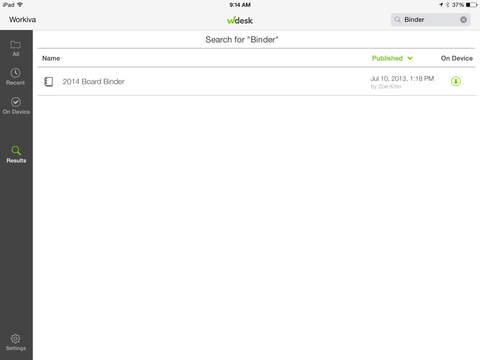 iPad 9:14 AM 37%
Workiva wdesk Binder
Search for "Binder"
Name Published On Device
2014 Board Binder Jul 10, 2013, 1:18 PM
by Zoe Kitto
All
Recent
On Device
Results
Settings